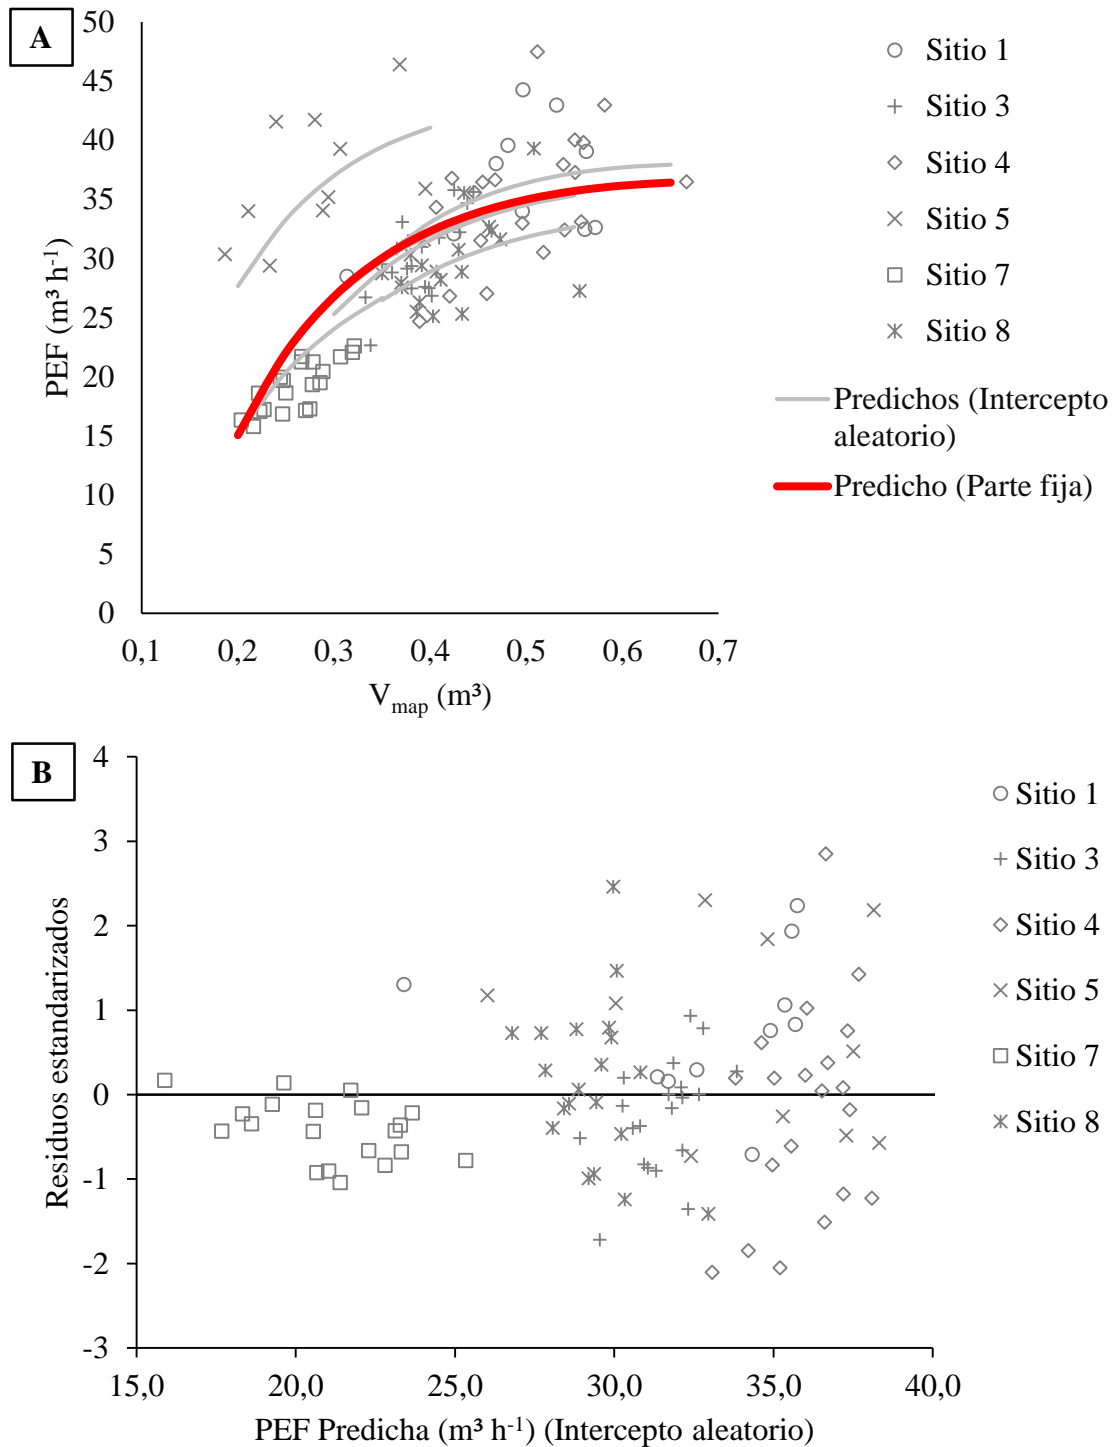 A
50
45
40
35
30
25
20
15
10
5
0
PEF (m³ h-1)
0,1 0,2 0,3 0,4 0,5 0,6 0,7
Vmap (m³)
Sitio 1
Sitio 3
Sitio 4
Sitio 5
Sitio 7
Sitio 8
Predichos (Intercepto
aleatorio)
Predicho (Parte fija)
B
4
3
2
1
0
-1
-2
-3
Residuos estandarizados
15,0 20,0 25,0 30,0 35,0 40,0
PEF Predicha (m³ h-1) (Intercepto aleatorio)
Sitio 1
Sitio 3
Sitio 4
Sitio 5
Sitio 7
Sitio 8